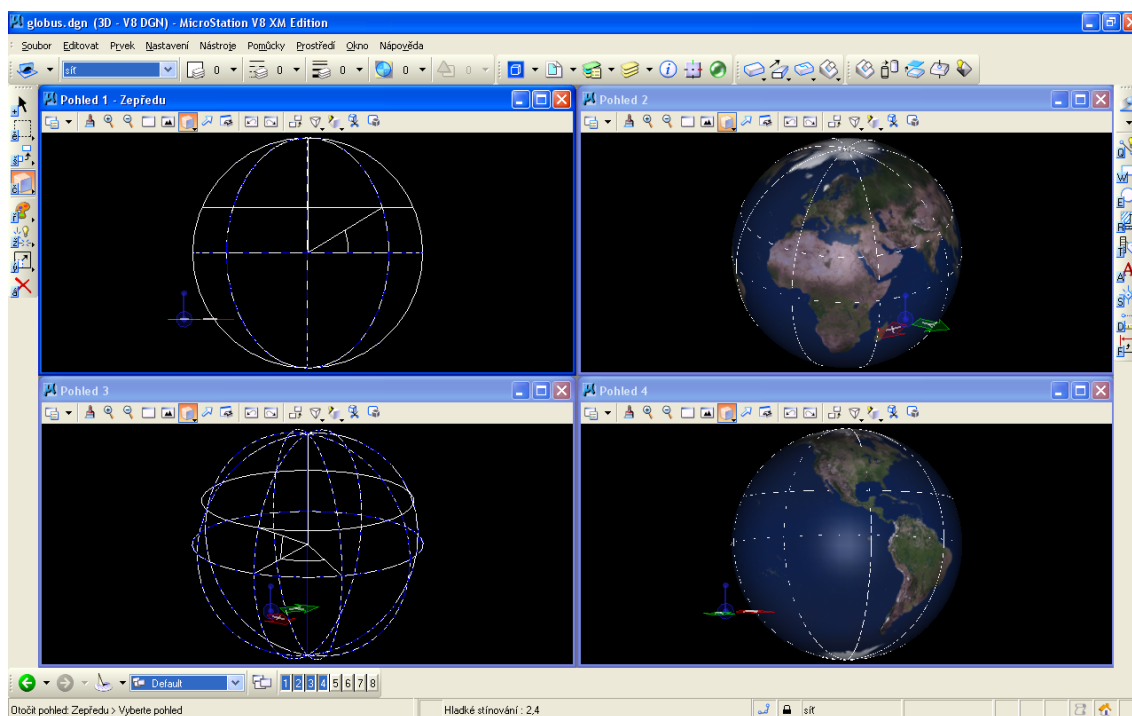 globus.dgn (3D - V8 DGN) - MicroStation V8 XM Edition
Soubor Editovat Prvek Nastavení Nástroje Pomůcky Prostředí Okno Nápověda
síť 0 0 0 0 0
Pohled 1 - Zepředu
Pohled 2
Pohled 3
Pohled 4
Default 1 2 3 4 5 6 7 8
Otočit pohled: Zepředu > Vyberte pohled Hladké stínování : 2,4 síť